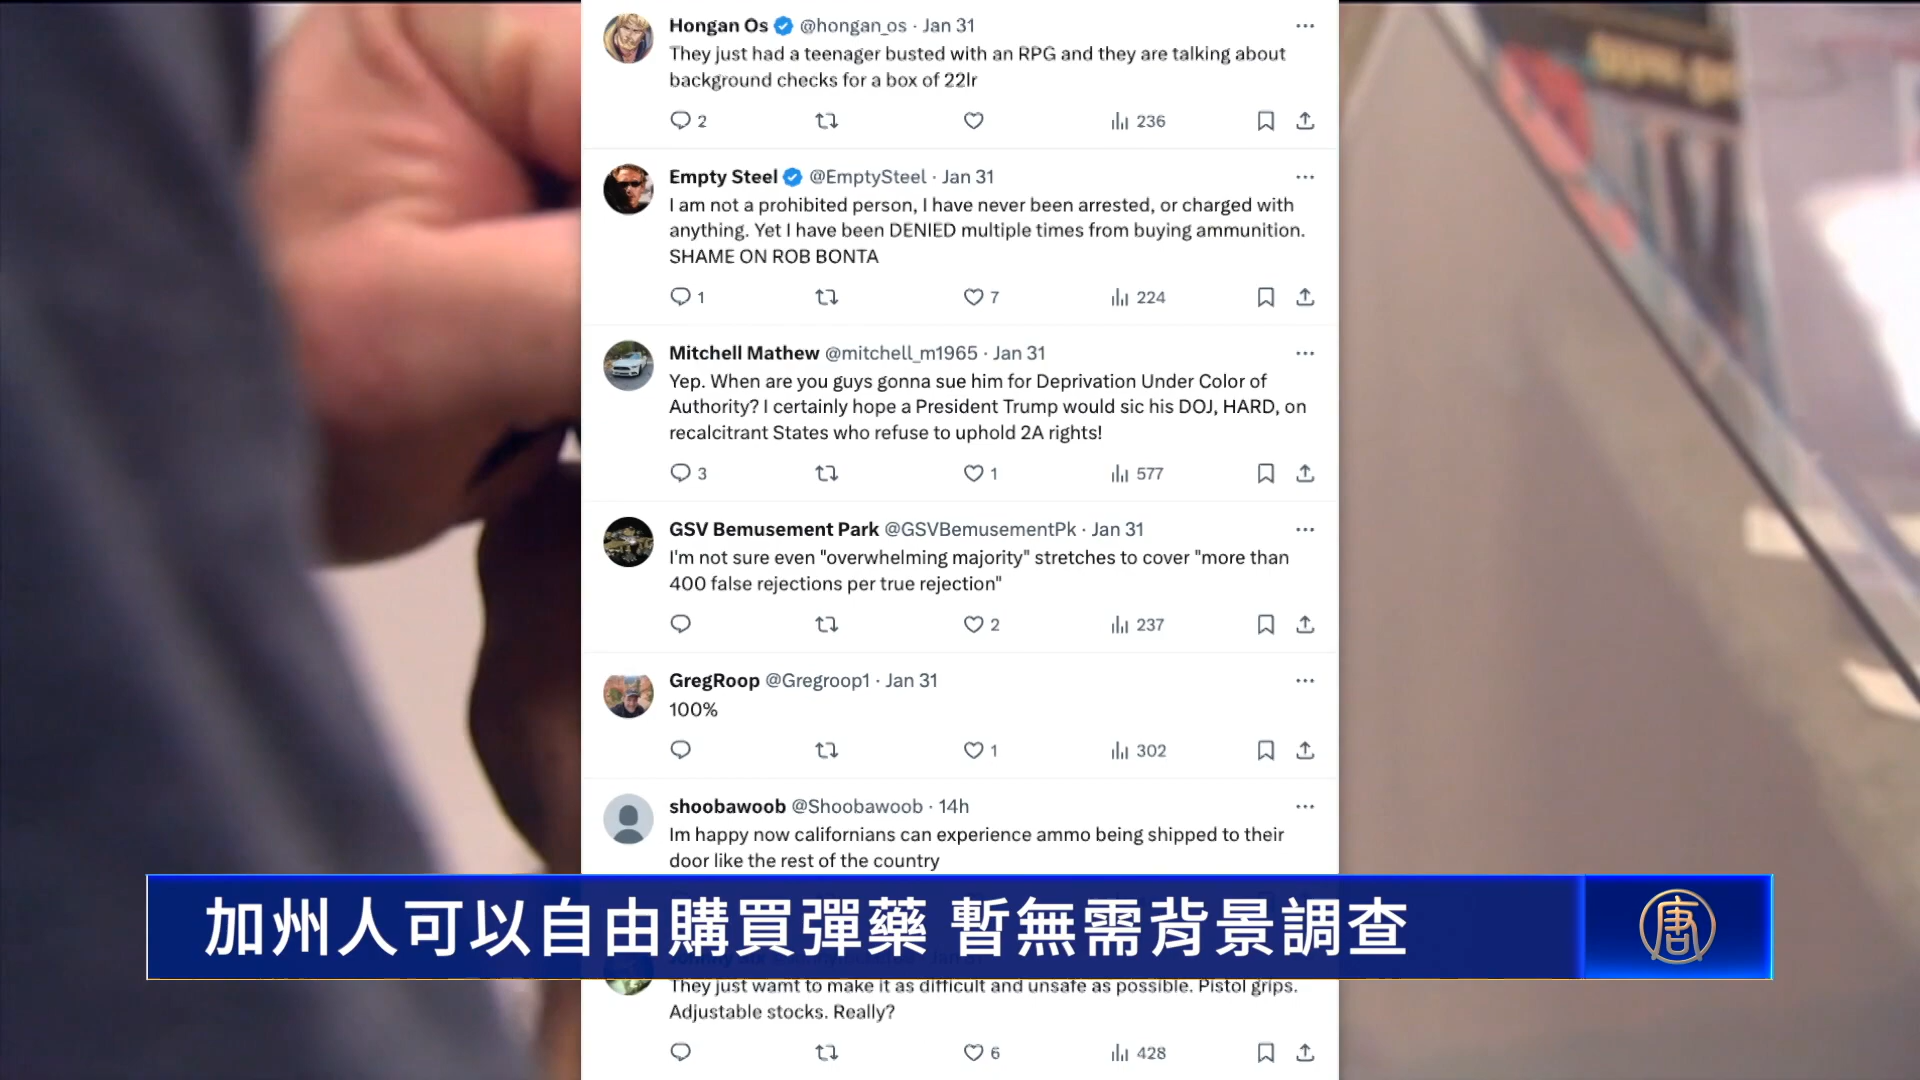 Hongan Os @hongan_os · Jan 31
They just had a teenager busted with an RPG and they are talking about
background checks for a box of 22lr
2 236
Empty Steel @EmptySteel · Jan 31
I am not a prohibited person, I have never been arrested, or charged with
anything. Yet I have been DENIED multiple times from buying ammunition.
SHAME ON ROB BONTA
1 7 224
Mitchell Mathew @mitchell_m1965 · Jan 31
Yep. When are you guys gonna sue him for Deprivation Under Color of
Authority? I certainly hope a President Trump would sic his DOJ, HARD, on
recalcitrant States who refuse to uphold 2A rights!
3 1 577
GSV Bemusement Park @GSVBemusementPk · Jan 31
I'm not sure even "overwhelming majority" stretches to cover "more than
400 false rejections per true rejection"
2 237
GregRoop @Gregroop1 · Jan 31
100%
1 302
shoobawoob @Shoobawoob · 14h
Im happy now californians can experience ammo being shipped to their
door like the rest of the country
加州人可以自由購買彈藥 暫無需背景調查
唐
They just wamt to make it as difficult and unsafe as possible. Pistol grips.
Adjustable stocks. Really?
6 428